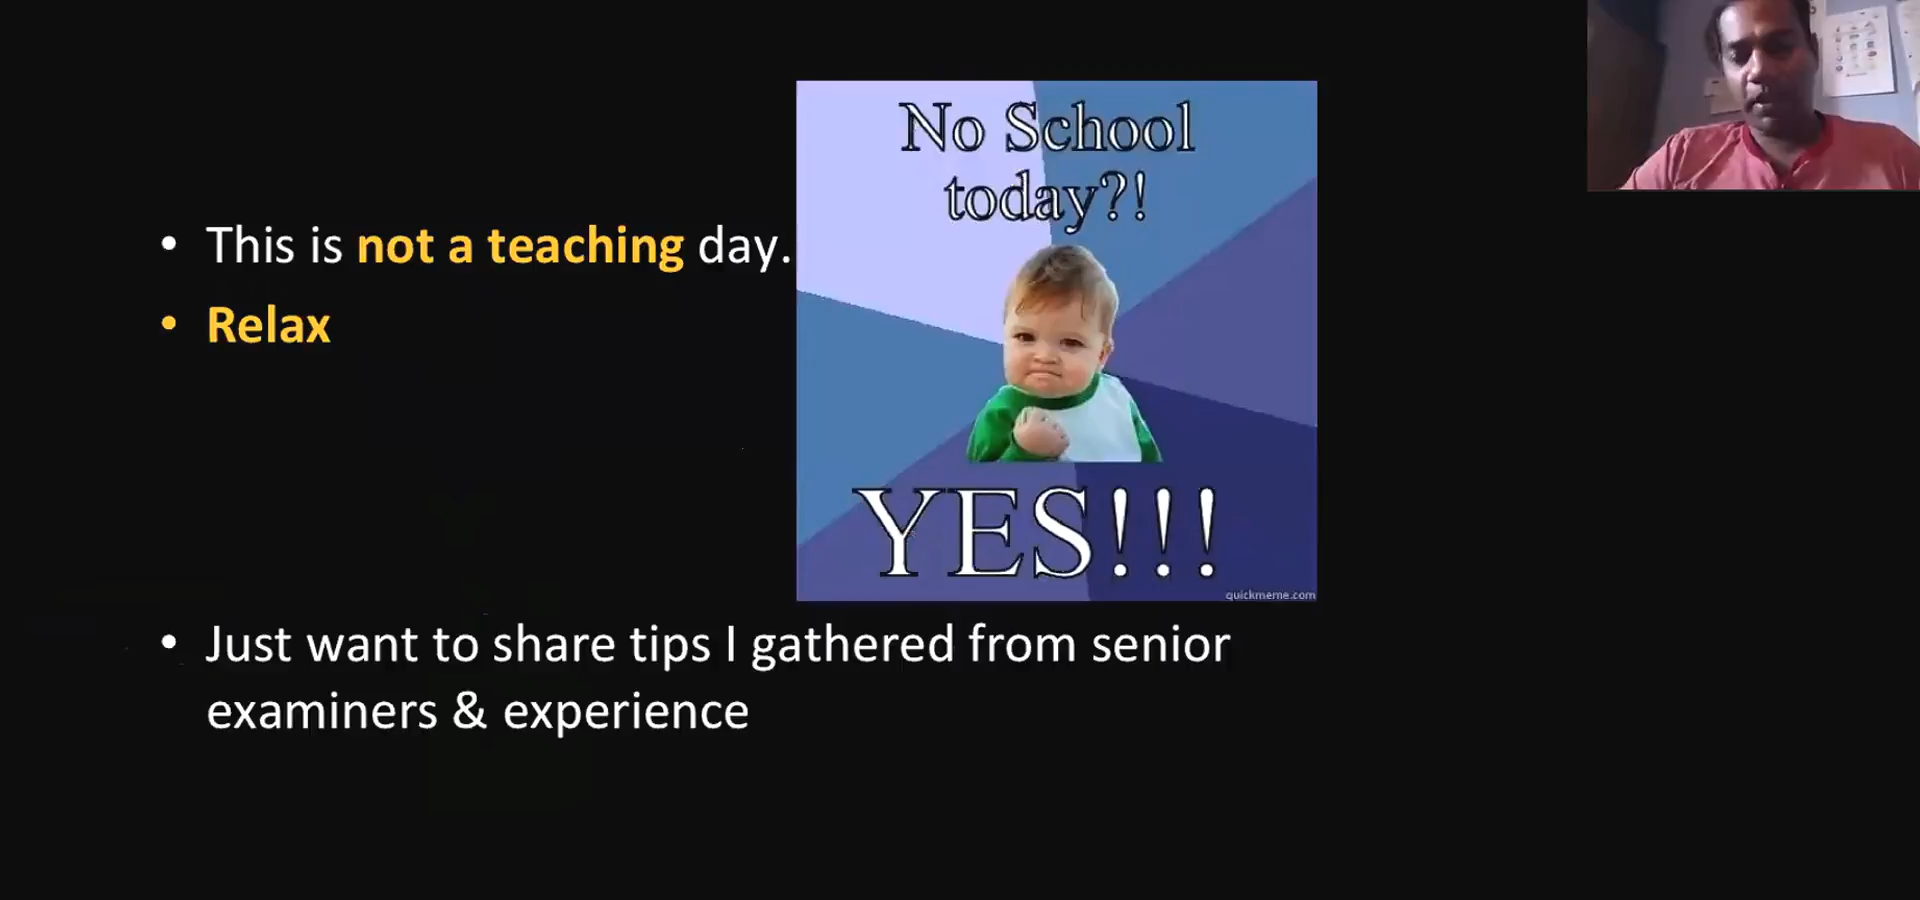 No School
today?!
• This is not a teaching day.
• Relax
YES!!!
quickmeme.com
• Just want to share tips I gathered from senior
examiners & experience